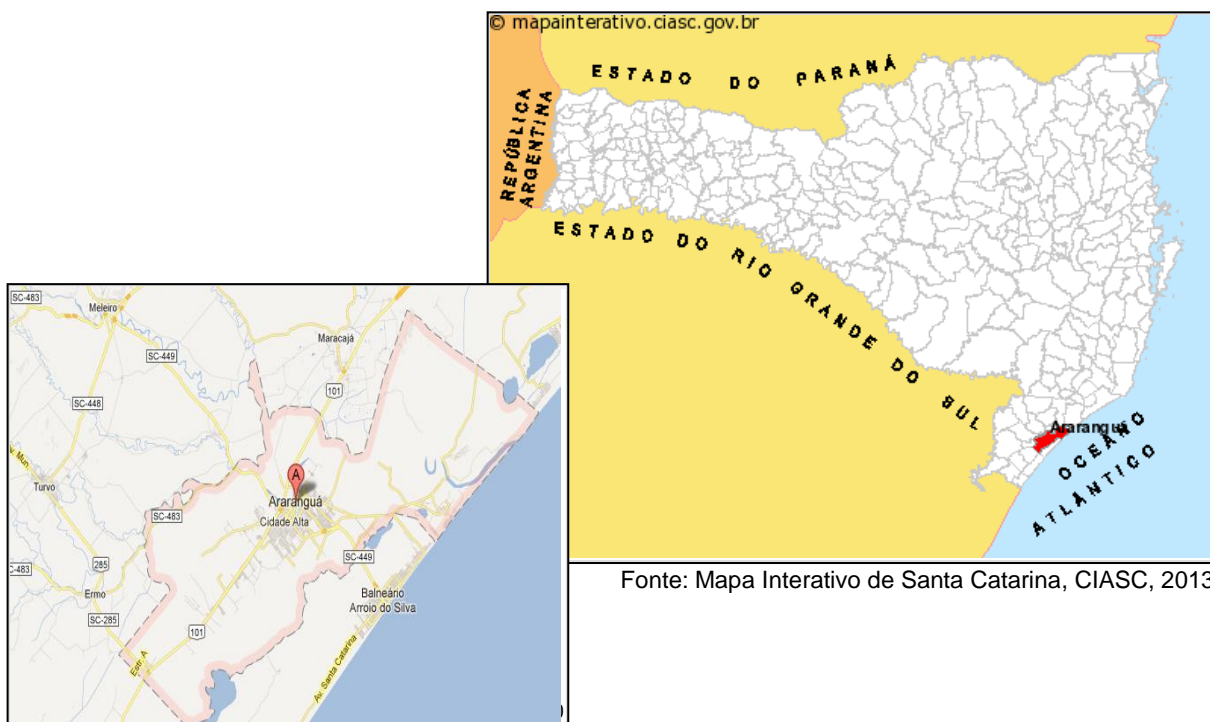 © mapainterativo.ciasc.gov.br
ESTADO DO PARANÁ
REPÚBLICA
ARGENTINA
ESTADO DO RIO GRANDE DO SUL
OCEANO
ATLÂNTICO
Fonte: Mapa Interativo de Santa Catarina, CIASC, 2013
SC-483
Meleiro
SC-449
Maracajá
101
SC-448
Turvo
SC-483
A
Araranguá
Cidade Alta
SC-449
285
Ermo
SC-285
Balneário
Arroio do Silva
101
Estr. A
Av. Santa Catarina